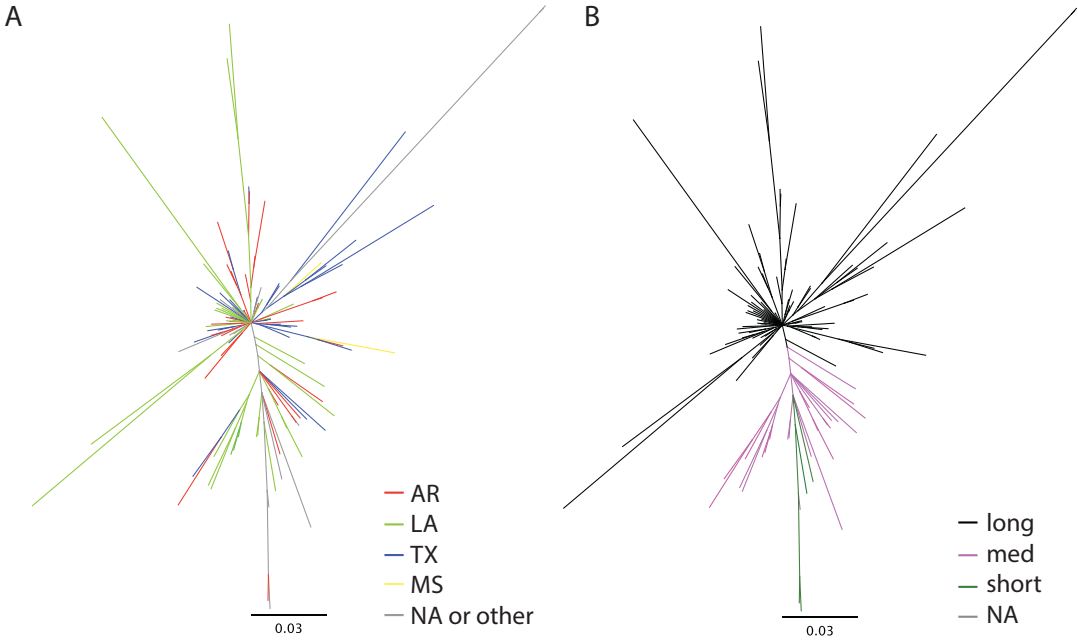 A
B
AR
LA
TX
MS
NA or other
0.03
long
med
short
NA
0.03